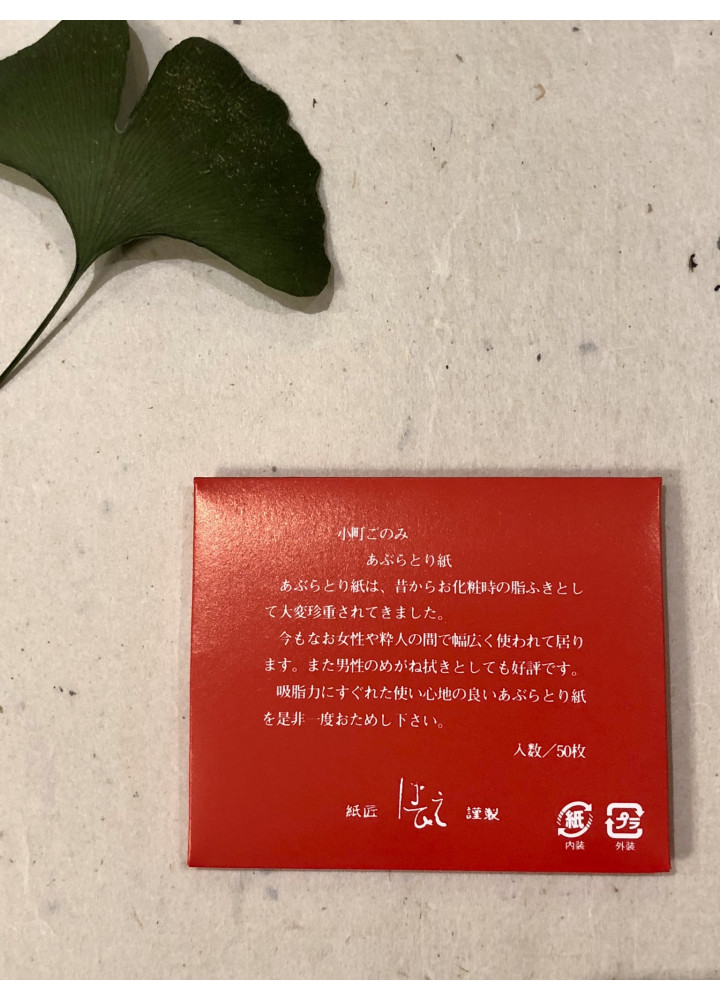 小町ごのみ
あぶらとり紙
あぶらとり紙は、昔からお化粧時の脂ふきとし
て大変珍重されてきました。
今もなお女性や粋人の間で幅広く使われて居り
ます。また男性のめがね拭きとしても好評です。
吸脂力にすぐれた使い心地の良いあぶらとり紙
を是非一度おためし下さい。
入数／50枚
紙匠 謹製
紙 プラ
内装 外装